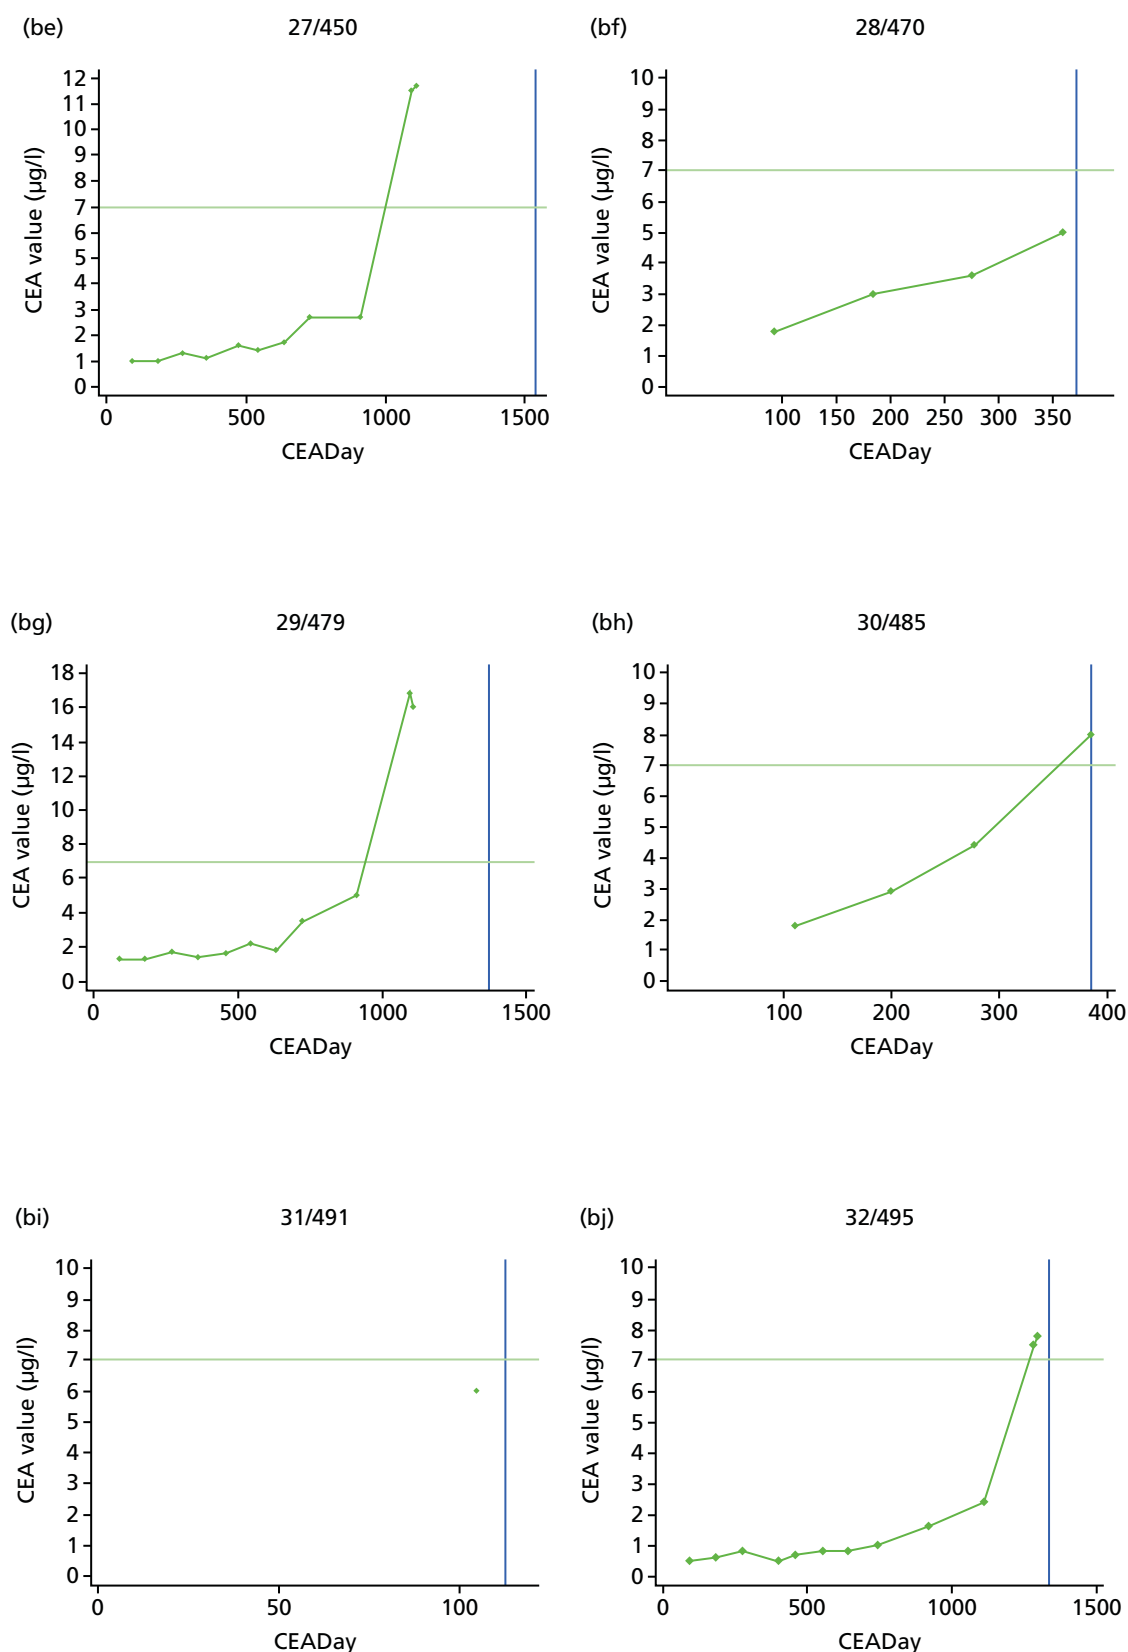 (be) 27/450
12
11
10
9
8
7
6
5
4
3
2
1
0
CEA value (µg/l)
0 500 1000 1500
CEADay
(bf) 28/470
10
9
8
7
6
5
4
3
2
1
0
CEA value (µg/l)
100 150 200 250 300 350
CEADay
(bg) 29/479
18
16
14
12
10
8
6
4
2
0
CEA value (µg/l)
0 500 1000 1500
CEADay
(bh) 30/485
10
9
8
7
6
5
4
3
2
1
0
CEA value (µg/l)
100 200 300 400
CEADay
(bi) 31/491
10
9
8
7
6
5
4
3
2
1
0
CEA value (µg/l)
0 50 100
CEADay
(bj) 32/495
10
9
8
7
6
5
4
3
2
1
0
CEA value (µg/l)
0 500 1000 1500
CEADay